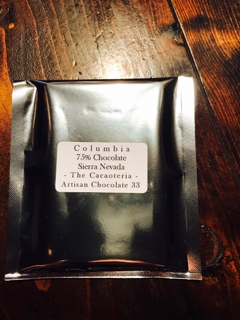 Columbia
75% Chocolate
Sierra Nevada
- The Cacaoteria -
Artisan Chocolate 33